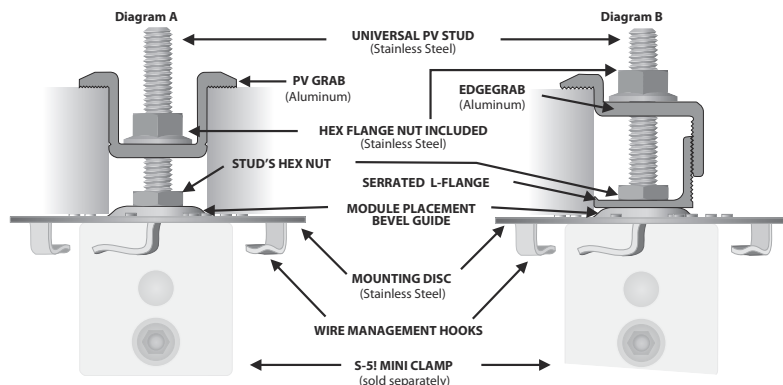 Diagram A
Diagram B
UNIVERSAL PV STUD
(Stainless Steel)
PV GRAB
(Aluminum)
EDGEGRAB
(Aluminum)
HEX FLANGE NUT INCLUDED
(Stainless Steel)
STUD'S HEX NUT
SERRATED L-FLANGE
MODULE PLACEMENT
BEVEL GUIDE
MOUNTING DISC
(Stainless Steel)
WIRE MANAGEMENT HOOKS
S-5! MINI CLAMP
(sold separately)